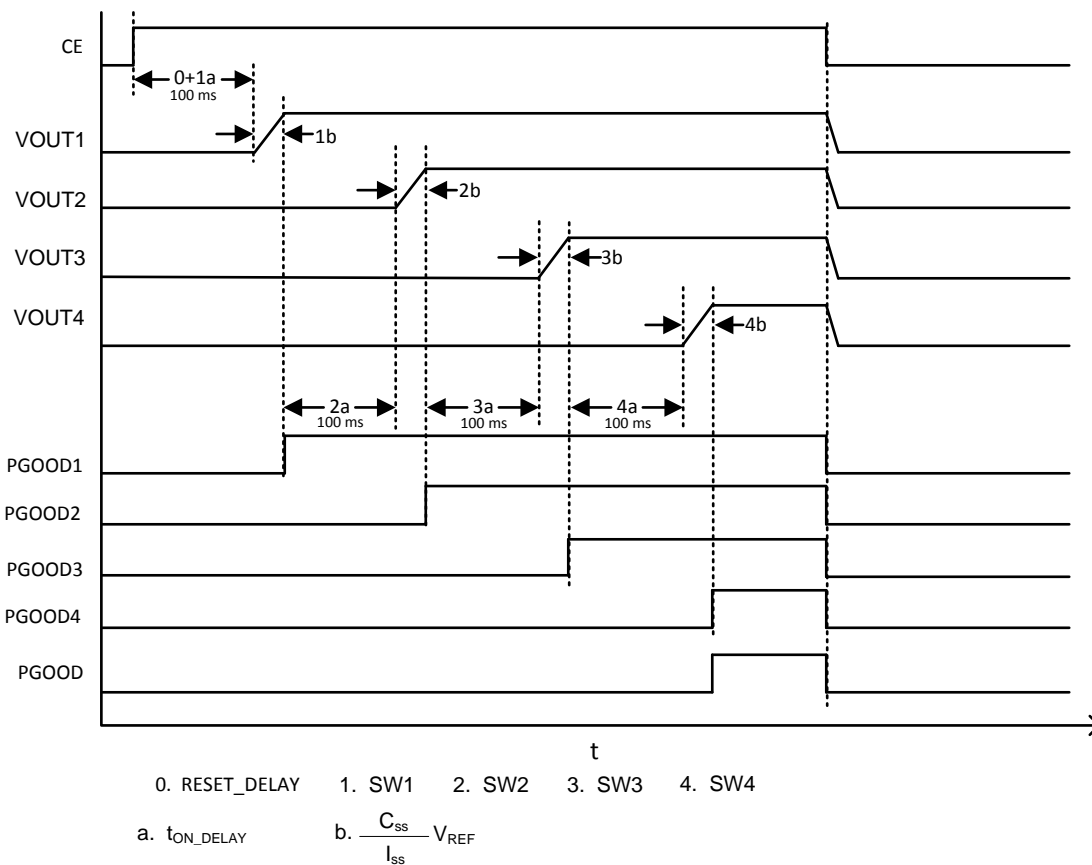 CE
0+1a
100 ms
VOUT1
1b
VOUT2
2b
VOUT3
3b
VOUT4
4b
2a
100 ms
3a
100 ms
4a
100 ms
PGOOD1
PGOOD2
PGOOD3
PGOOD4
PGOOD
t
0. RESET_DELAY 1. SW1 2. SW2 3. SW3 4. SW4
a. tON_DELAY b. Css
Iss
VREF